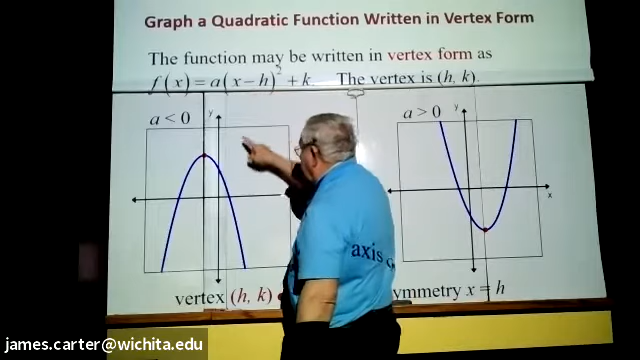 Graph a Quadratic Function Written in Vertex Form
The function may be written in vertex form as
f(x) = a(x − h)² + k. The vertex is (h, k).
a < 0 y
a > 0 y
x
axis
vertex (h, k)
ymmetry x = h
james.carter@wichita.edu